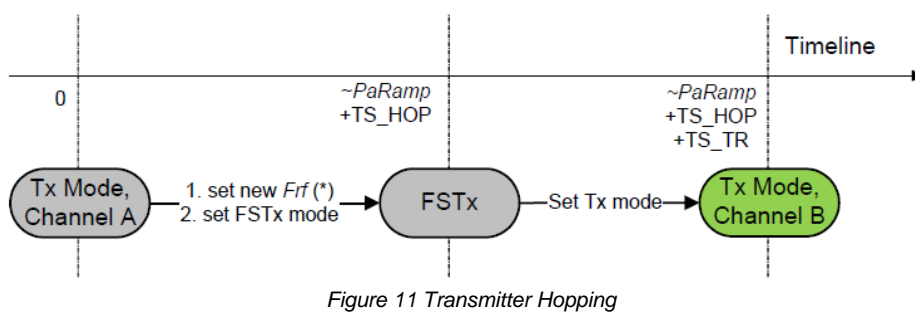 Timeline
0
~PaRamp
+TS_HOP
~PaRamp
+TS_HOP
+TS_TR
Tx Mode,
Channel A
1. set new Frf (*)
2. set FSTx mode
FSTx
Set Tx mode
Tx Mode,
Channel B
Figure 11 Transmitter Hopping